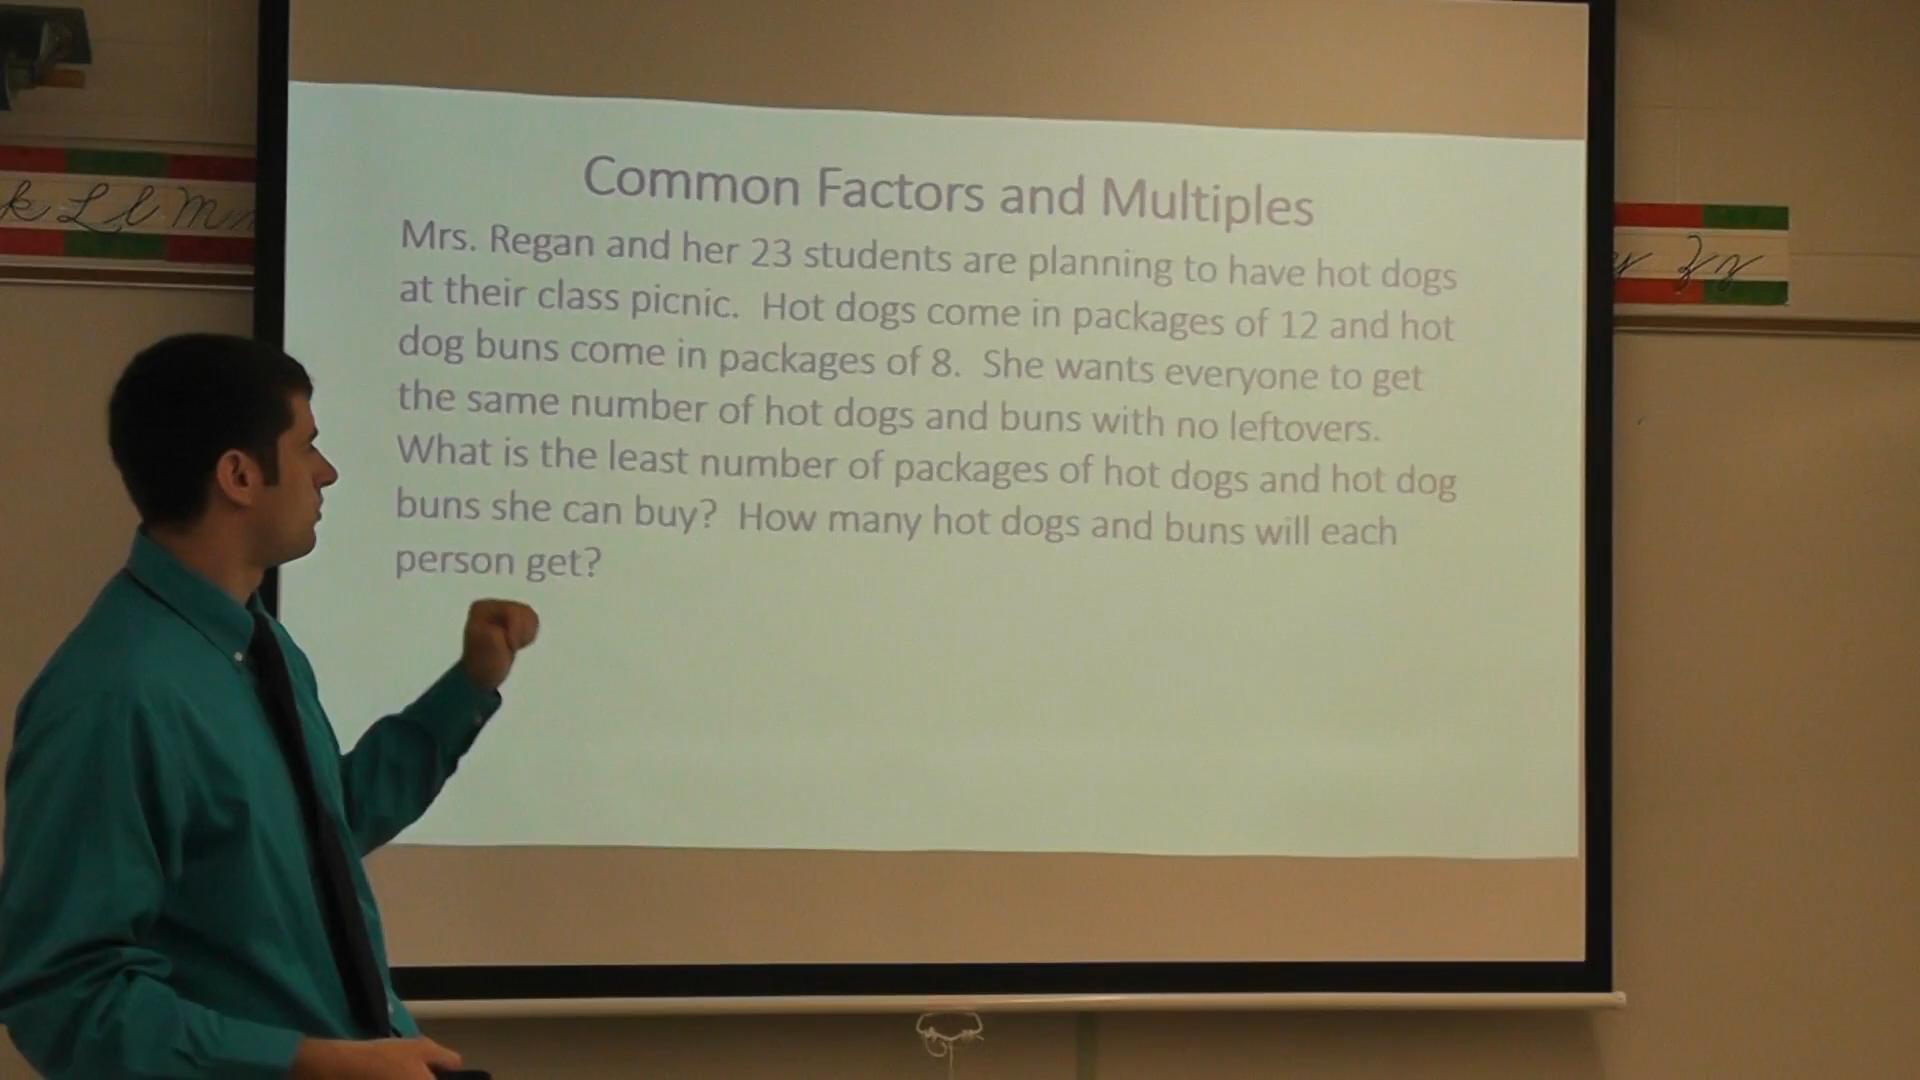 Common Factors and Multiples
Mrs. Regan and her 23 students are planning to have hot dogs
at their class picnic. Hot dogs come in packages of 12 and hot
dog buns come in packages of 8. She wants everyone to get
the same number of hot dogs and buns with no leftovers.
What is the least number of packages of hot dogs and hot dog
buns she can buy? How many hot dogs and buns will each
person get?
k L l m
y Z z